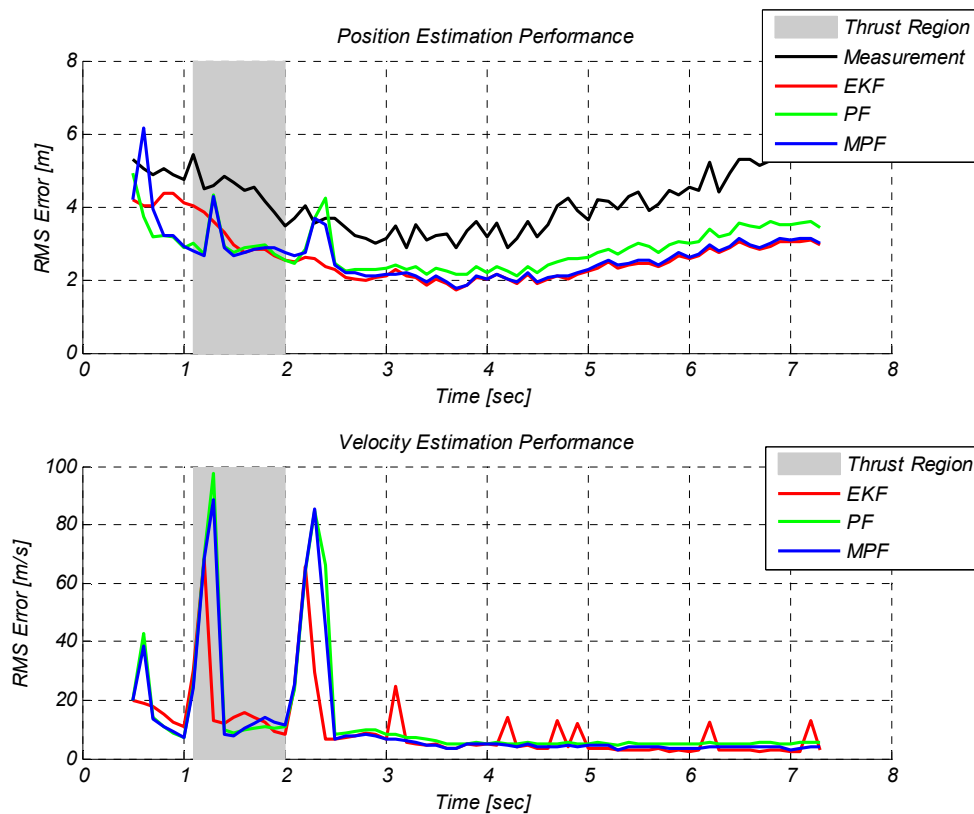 Position Estimation Performance
Thrust Region
Measurement
EKF
PF
MPF
RMS Error [m]
8
6
4
2
0
0 1 2 3 4 5 6 7 8
Time [sec]
Velocity Estimation Performance
Thrust Region
EKF
PF
MPF
RMS Error [m/s]
100
80
60
40
20
0
0 1 2 3 4 5 6 7 8
Time [sec]